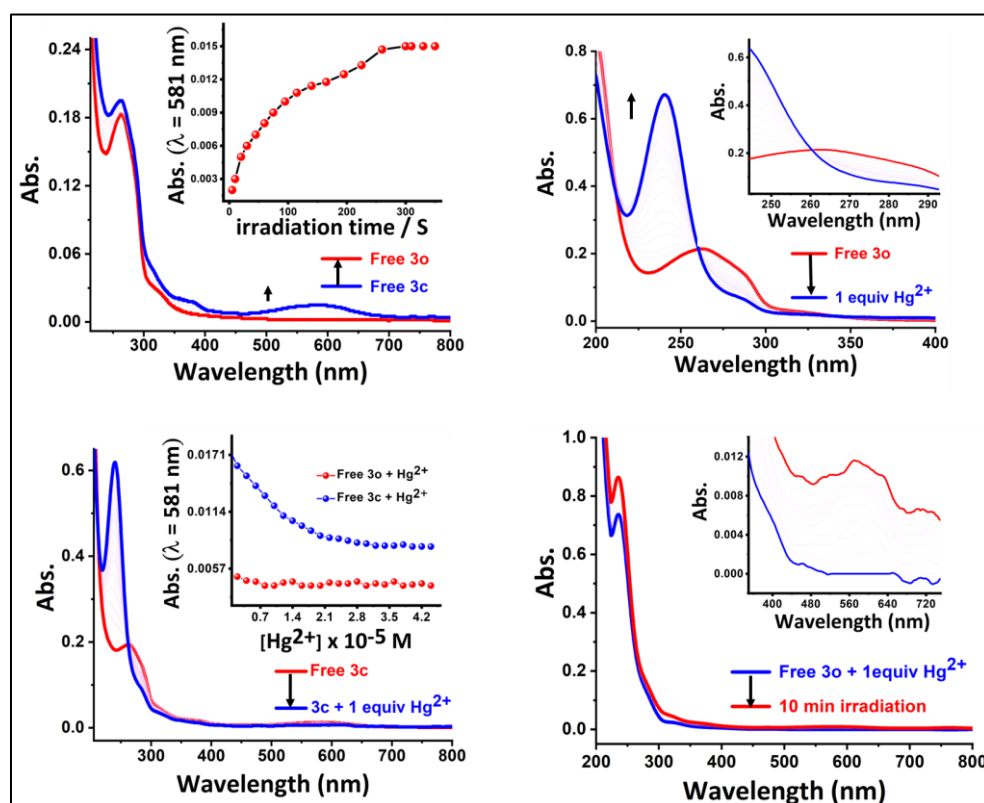 0.24
0.18
0.12
0.06
0.00
Abs.
300 400 500 600 700 800
Wavelength (nm)
0.015
0.012
0.009
0.006
0.003
Abs. (λ = 581 nm)
0 100 200 300
irradiation time / S
Free 3o
Free 3c
0.8
0.6
0.4
0.2
0.0
Abs.
200 250 300 350 400
Wavelength (nm)
0.6
0.4
0.2
Abs.
250 260 270 280 290
Wavelength (nm)
Free 3o
1 equiv Hg²⁺
0.6
0.4
0.2
0.0
Abs.
300 400 500 600 700 800
Wavelength (nm)
0.0171
0.0114
0.0057
Abs. (λ = 581 nm)
Free 3o + Hg²⁺
Free 3c + Hg²⁺
0.7 1.4 2.1 2.8 3.5 4.2
[Hg²⁺] x 10⁻⁵ M
Free 3c
3c + 1 equiv Hg²⁺
1.0
0.8
0.6
0.4
0.2
0.0
Abs.
200 300 400 500 600 700 800
Wavelength (nm)
0.012
0.008
0.004
0.000
Abs.
400 480 560 640 720
Wavelength (nm)
Free 3o + 1equiv Hg²⁺
10 min irradiation